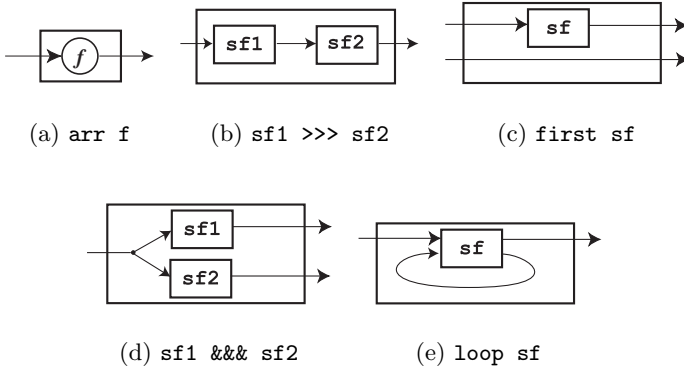 f
sf1 sf2
sf
(a) arr f (b) sf1 >>> sf2 (c) first sf
sf1
sf2
sf
(d) sf1 &&& sf2 (e) loop sf